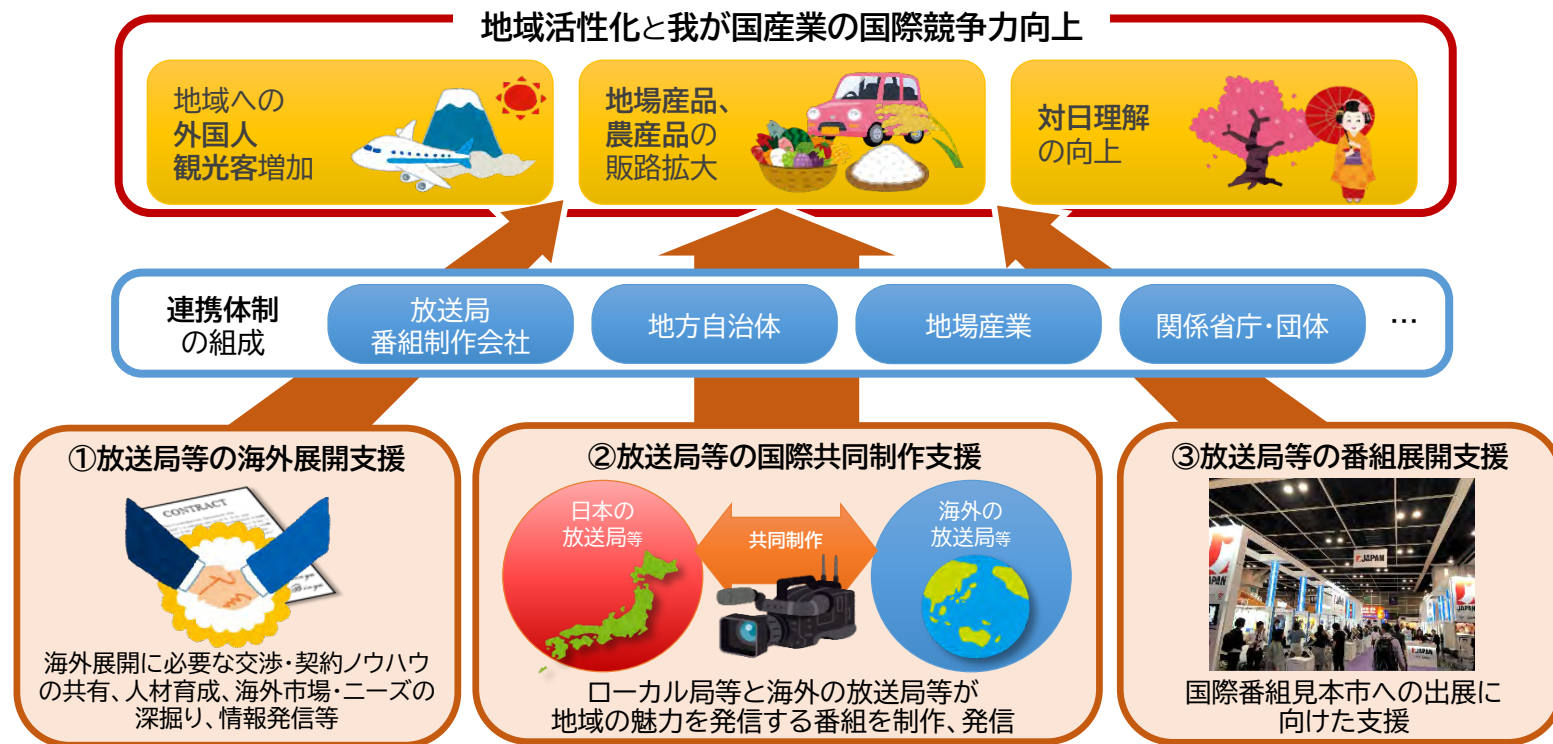 地域活性化と我が国産業の国際競争力向上
地域への
外国人
観光客増加
地場産品、
農産品の
販路拡大
対日理解
の向上
連携体制
の組成
放送局
番組制作会社
地方自治体
地場産業
関係省庁・団体
…
①放送局等の海外展開支援
CONTRACT
海外展開に必要な交渉・契約ノウハウ
の共有、人材育成、海外市場・ニーズの
深掘り、情報発信等
②放送局等の国際共同制作支援
日本の
放送局等
共同制作
海外の
放送局等
ローカル局等と海外の放送局等が
地域の魅力を発信する番組を制作、発信
③放送局等の番組展開支援
JAPAN
JAPAN
JAPAN
JAPAN
国際番組見本市への出展に
向けた支援